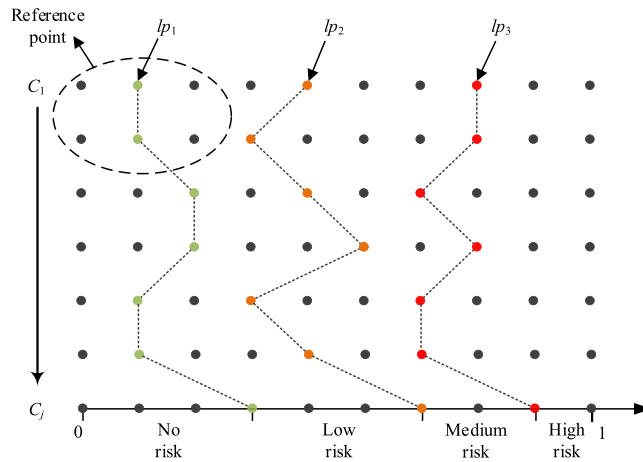 Reference
point
lp1
lp2
lp3
C1
Cj
0
No
risk
Low
risk
Medium
risk
High
risk
1